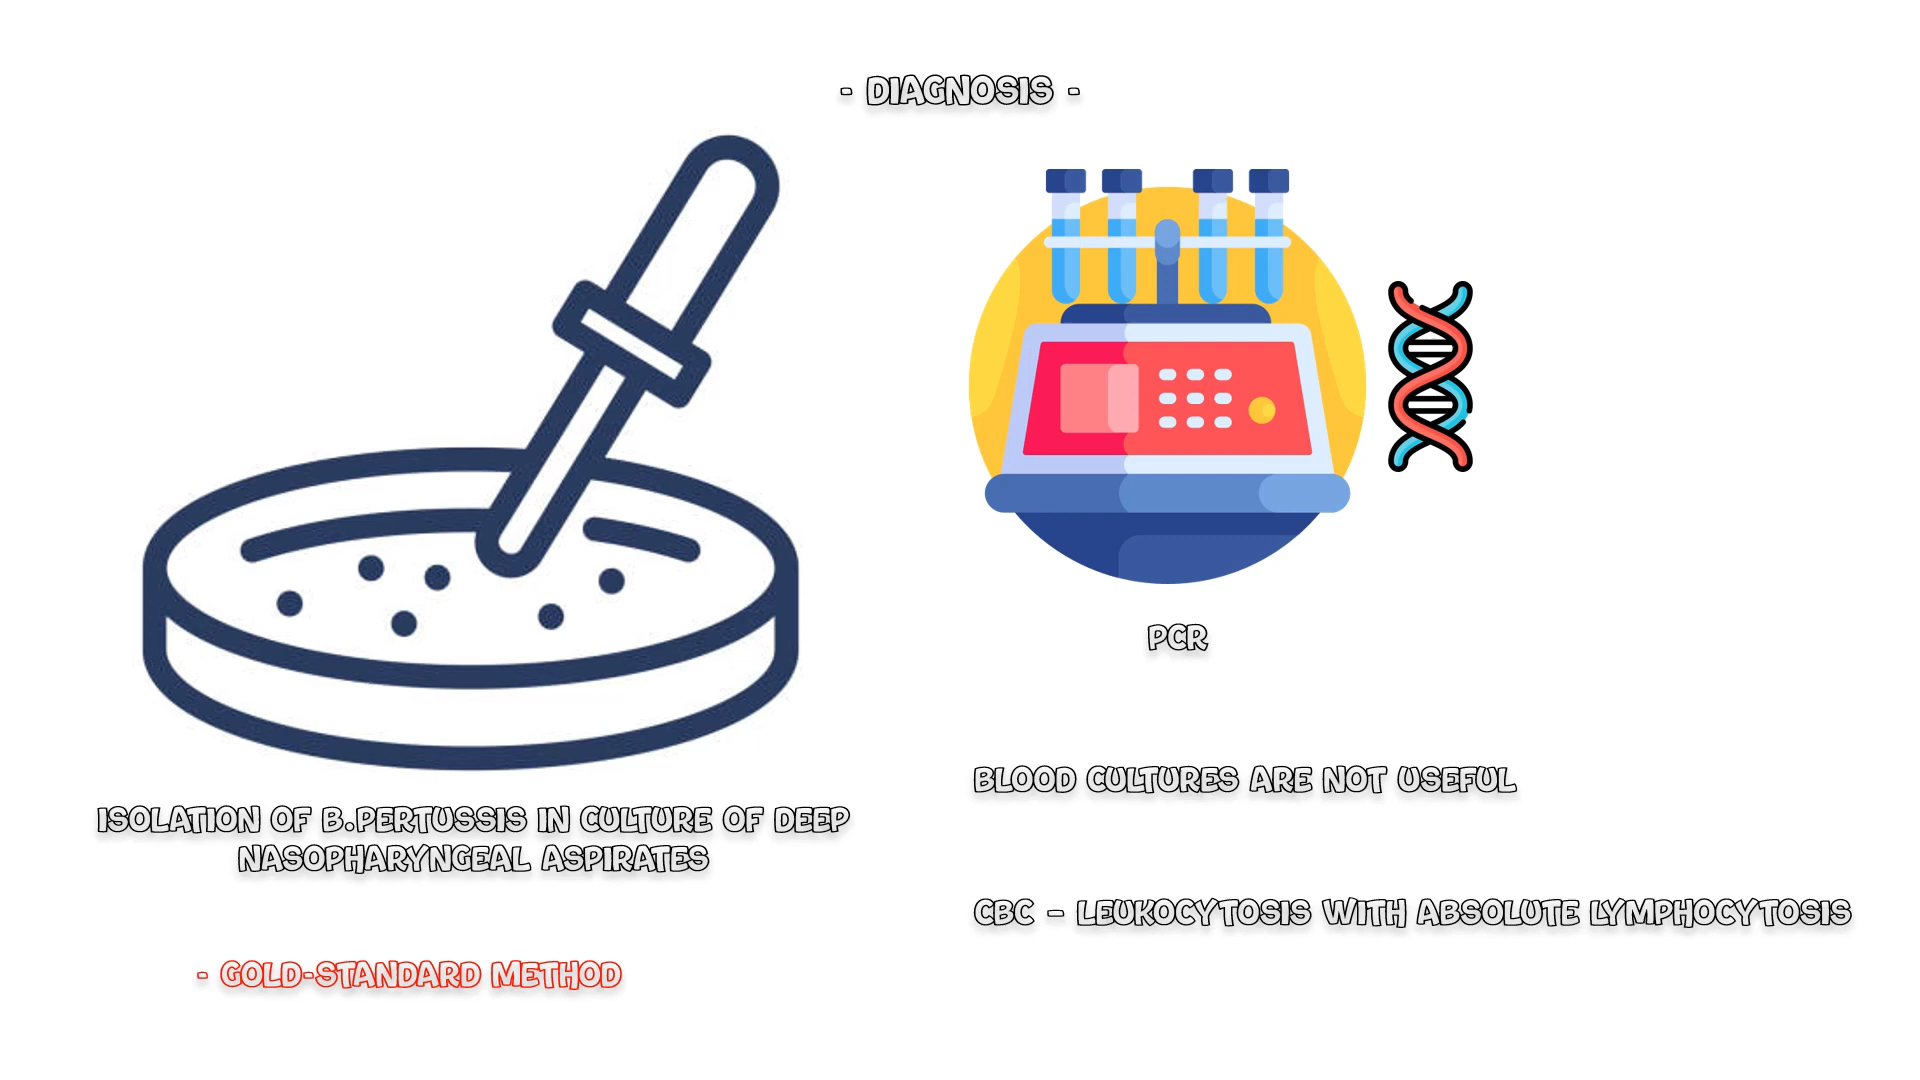 - DIAGNOSIS -
ISOLATION OF B.PERTUSSIS IN CULTURE OF DEEP
NASOPHARYNGEAL ASPIRATES
- GOLD-STANDARD METHOD
PCR
BLOOD CULTURES ARE NOT USEFUL
CBC - LEUKOCYTOSIS WITH ABSOLUTE LYMPHOCYTOSIS